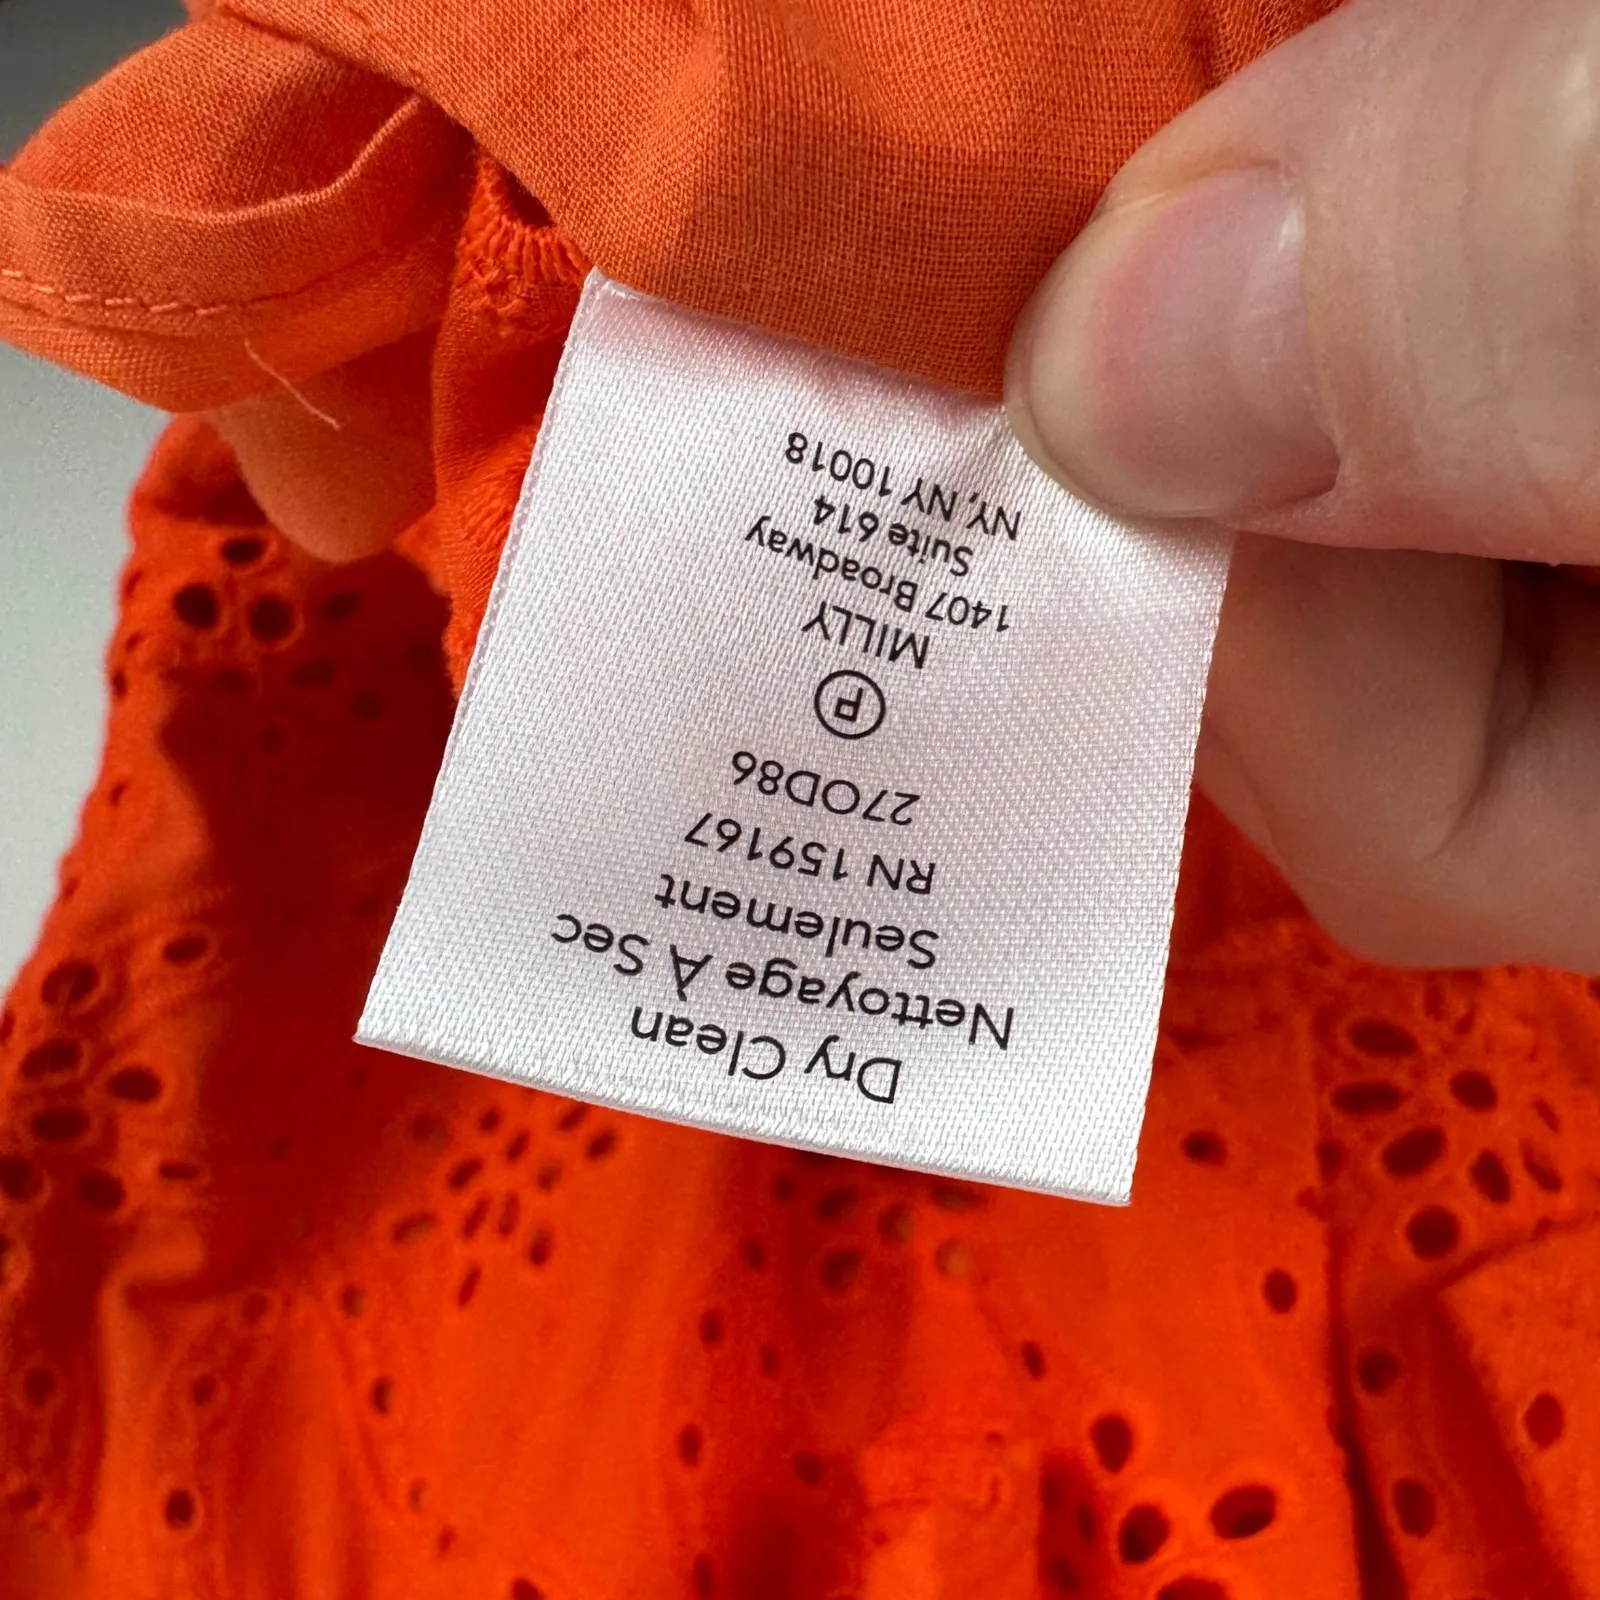 Dry Clean
Nettoyage À Sec
Seulement
RN 159167
27OD86
P
MILLY
1407 Broadway
Suite 614
NY, NY 10018